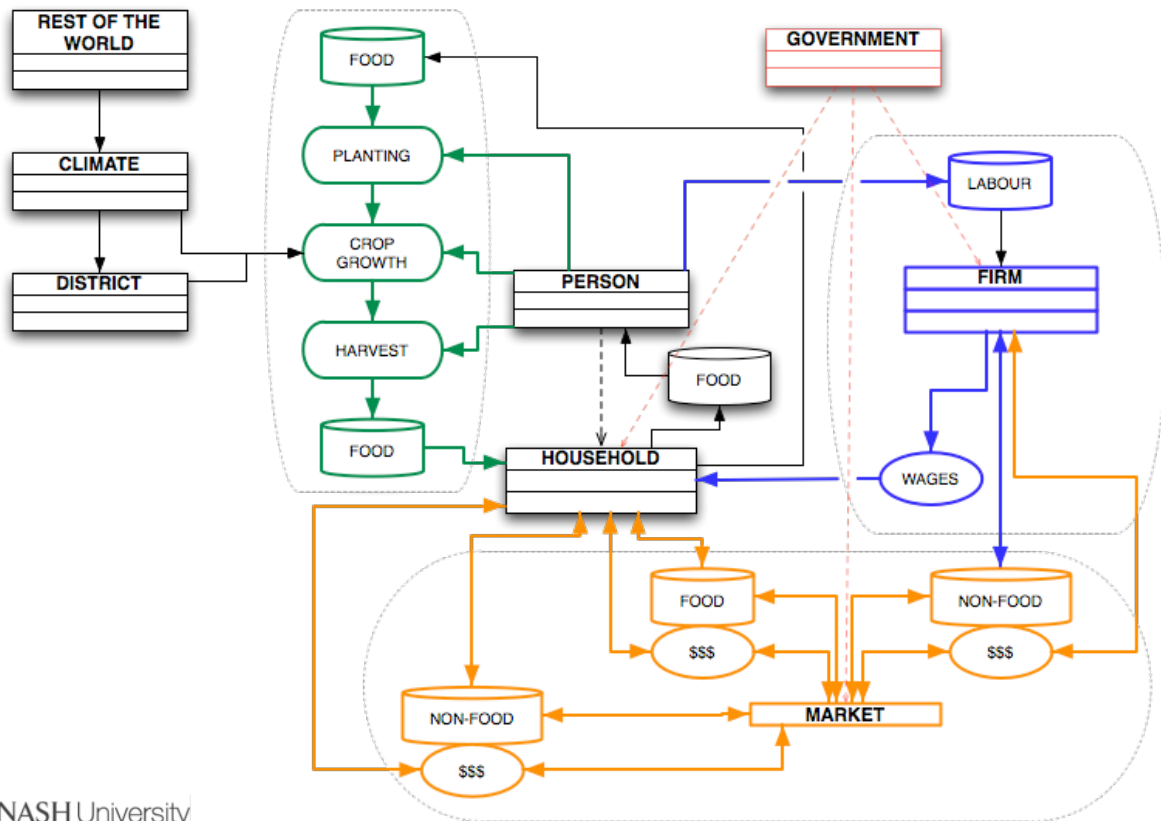 REST OF THE
WORLD
FOOD
GOVERNMENT
PLANTING
CLIMATE
LABOUR
CROP
GROWTH
DISTRICT
PERSON
FIRM
HARVEST
FOOD
FOOD
HOUSEHOLD
WAGES
FOOD
NON-FOOD
$$$
$$$
NON-FOOD
MARKET
$$$
NASH University